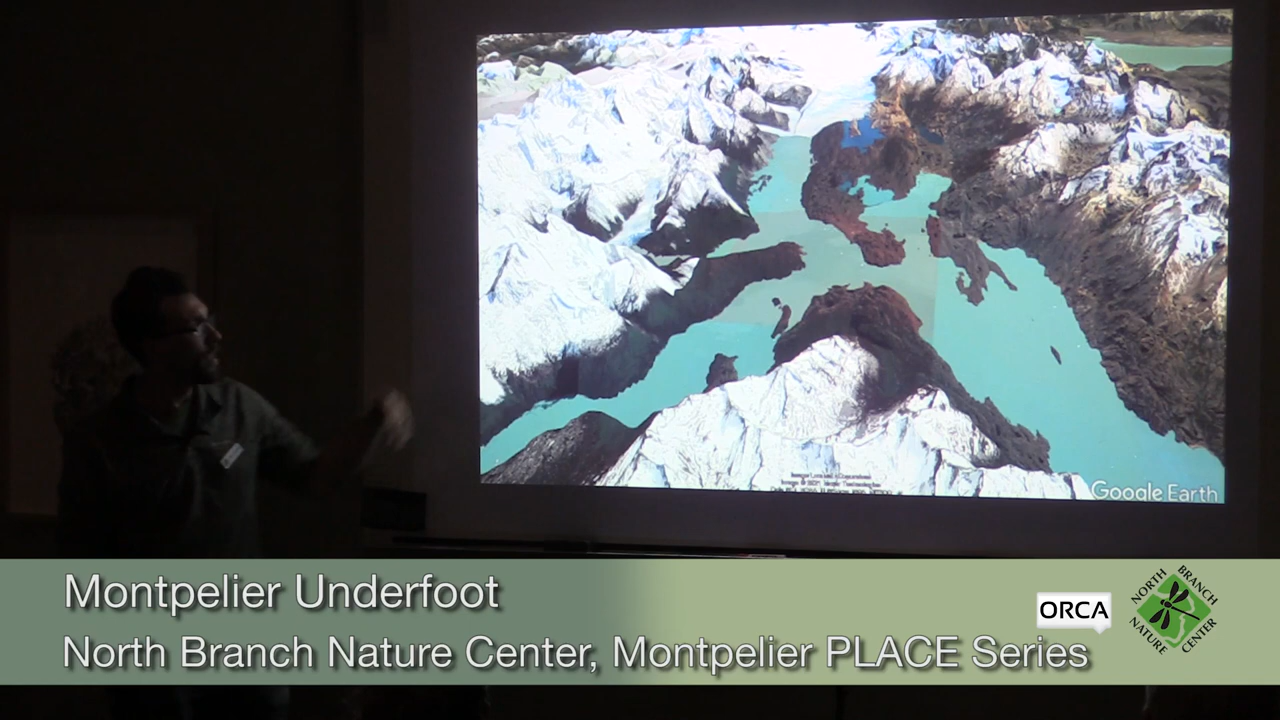 Google Earth
Montpelier Underfoot
North Branch Nature Center, Montpelier PLACE Series
ORCA
NORTH BRANCH
NATURE CENTER